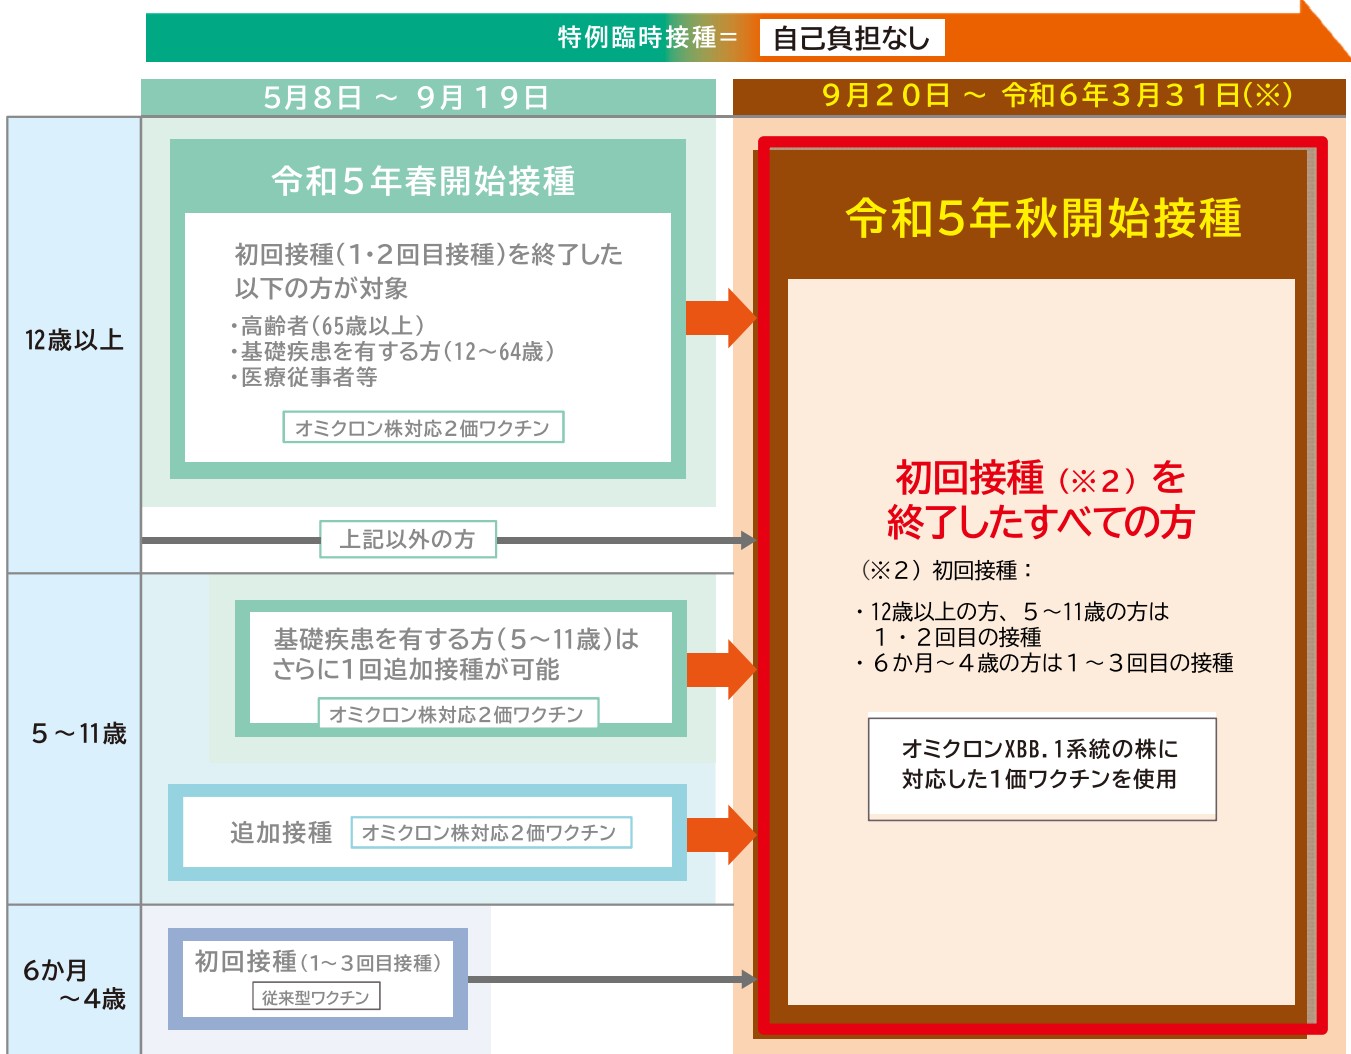 特例臨時接種＝ 自己負担なし
5月8日 ～ 9月19日
9月20日 ～ 令和6年3月31日(※)
12歳以上
令和5年春開始接種
初回接種(1・2回目接種)を終了した
以下の方が対象
・高齢者(65歳以上)
・基礎疾患を有する方(12～64歳)
・医療従事者等
オミクロン株対応2価ワクチン
上記以外の方
5～11歳
基礎疾患を有する方(5～11歳)は
さらに1回追加接種が可能
オミクロン株対応2価ワクチン
追加接種 オミクロン株対応2価ワクチン
6か月
～4歳
初回接種(1～3回目接種)
従来型ワクチン
令和5年秋開始接種
初回接種（※2）を
終了したすべての方
（※2）初回接種：
・12歳以上の方、5～11歳の方は
1・2回目の接種
・6か月～4歳の方は1～3回目の接種
オミクロンXBB.1系統の株に
対応した1価ワクチンを使用